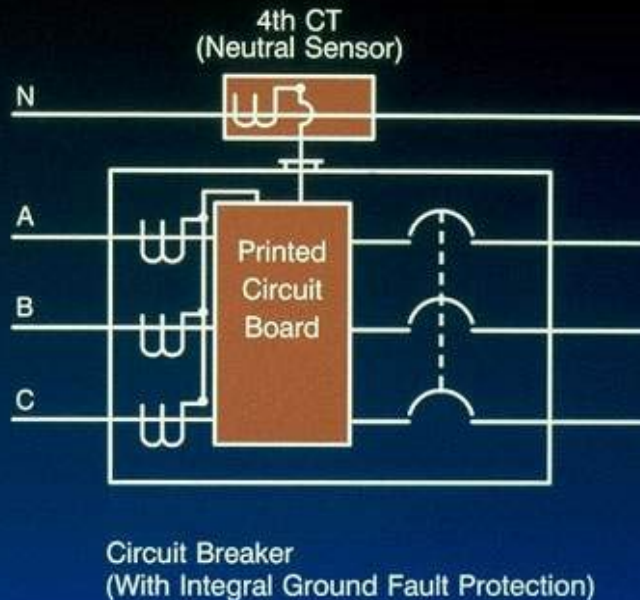 4th CT
(Neutral Sensor)
N
A
B
C
Printed
Circuit
Board
Circuit Breaker
(With Integral Ground Fault Protection)